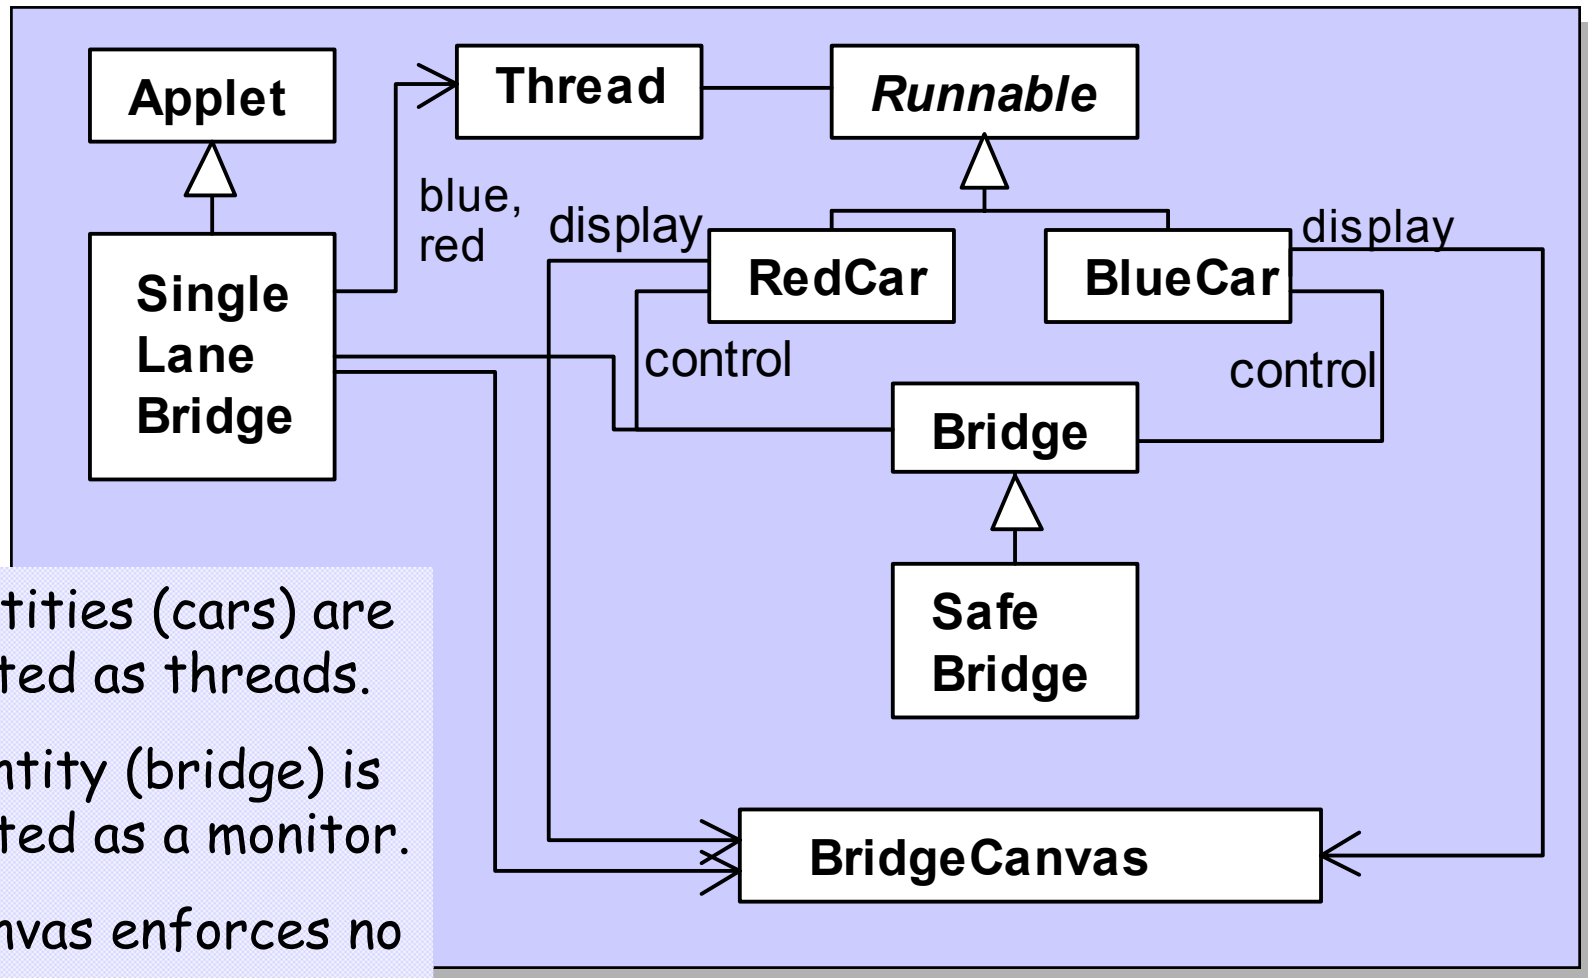 Applet
Thread
Runnable
blue,
red
display
display
Single
Lane
Bridge
RedCar
BlueCar
control
control
Bridge
Safe
Bridge
tities (cars) are
ted as threads.
ntity (bridge) is
ted as a monitor.
nvas enforces no
BridgeCanvas